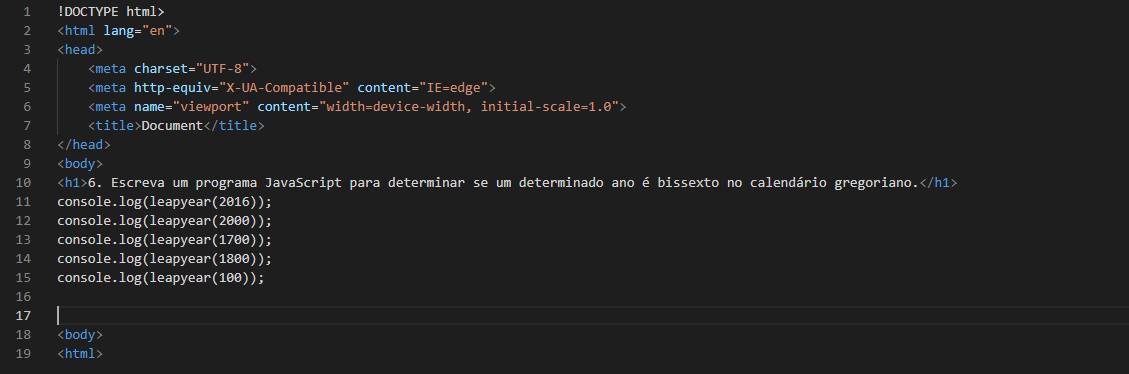 1 !DOCTYPE html>
2 <html lang="en">
3 <head>
4     <meta charset="UTF-8">
5     <meta http-equiv="X-UA-Compatible" content="IE=edge">
6     <meta name="viewport" content="width=device-width, initial-scale=1.0">
7     <title>Document</title>
8 </head>
9 <body>
10 <h1>6. Escreva um programa JavaScript para determinar se um determinado ano é bissexto no calendário gregoriano.</h1>
11 console.log(leapyear(2016));
12 console.log(leapyear(2000));
13 console.log(leapyear(1700));
14 console.log(leapyear(1800));
15 console.log(leapyear(100));
16
17
18 <body>
19 <html>